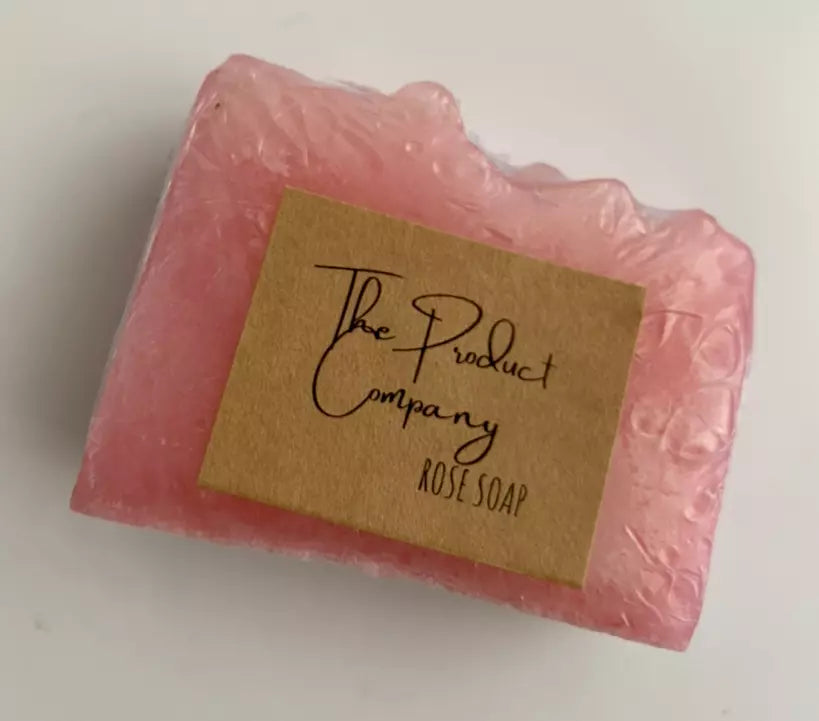 The Product
Company
ROSE SOAP